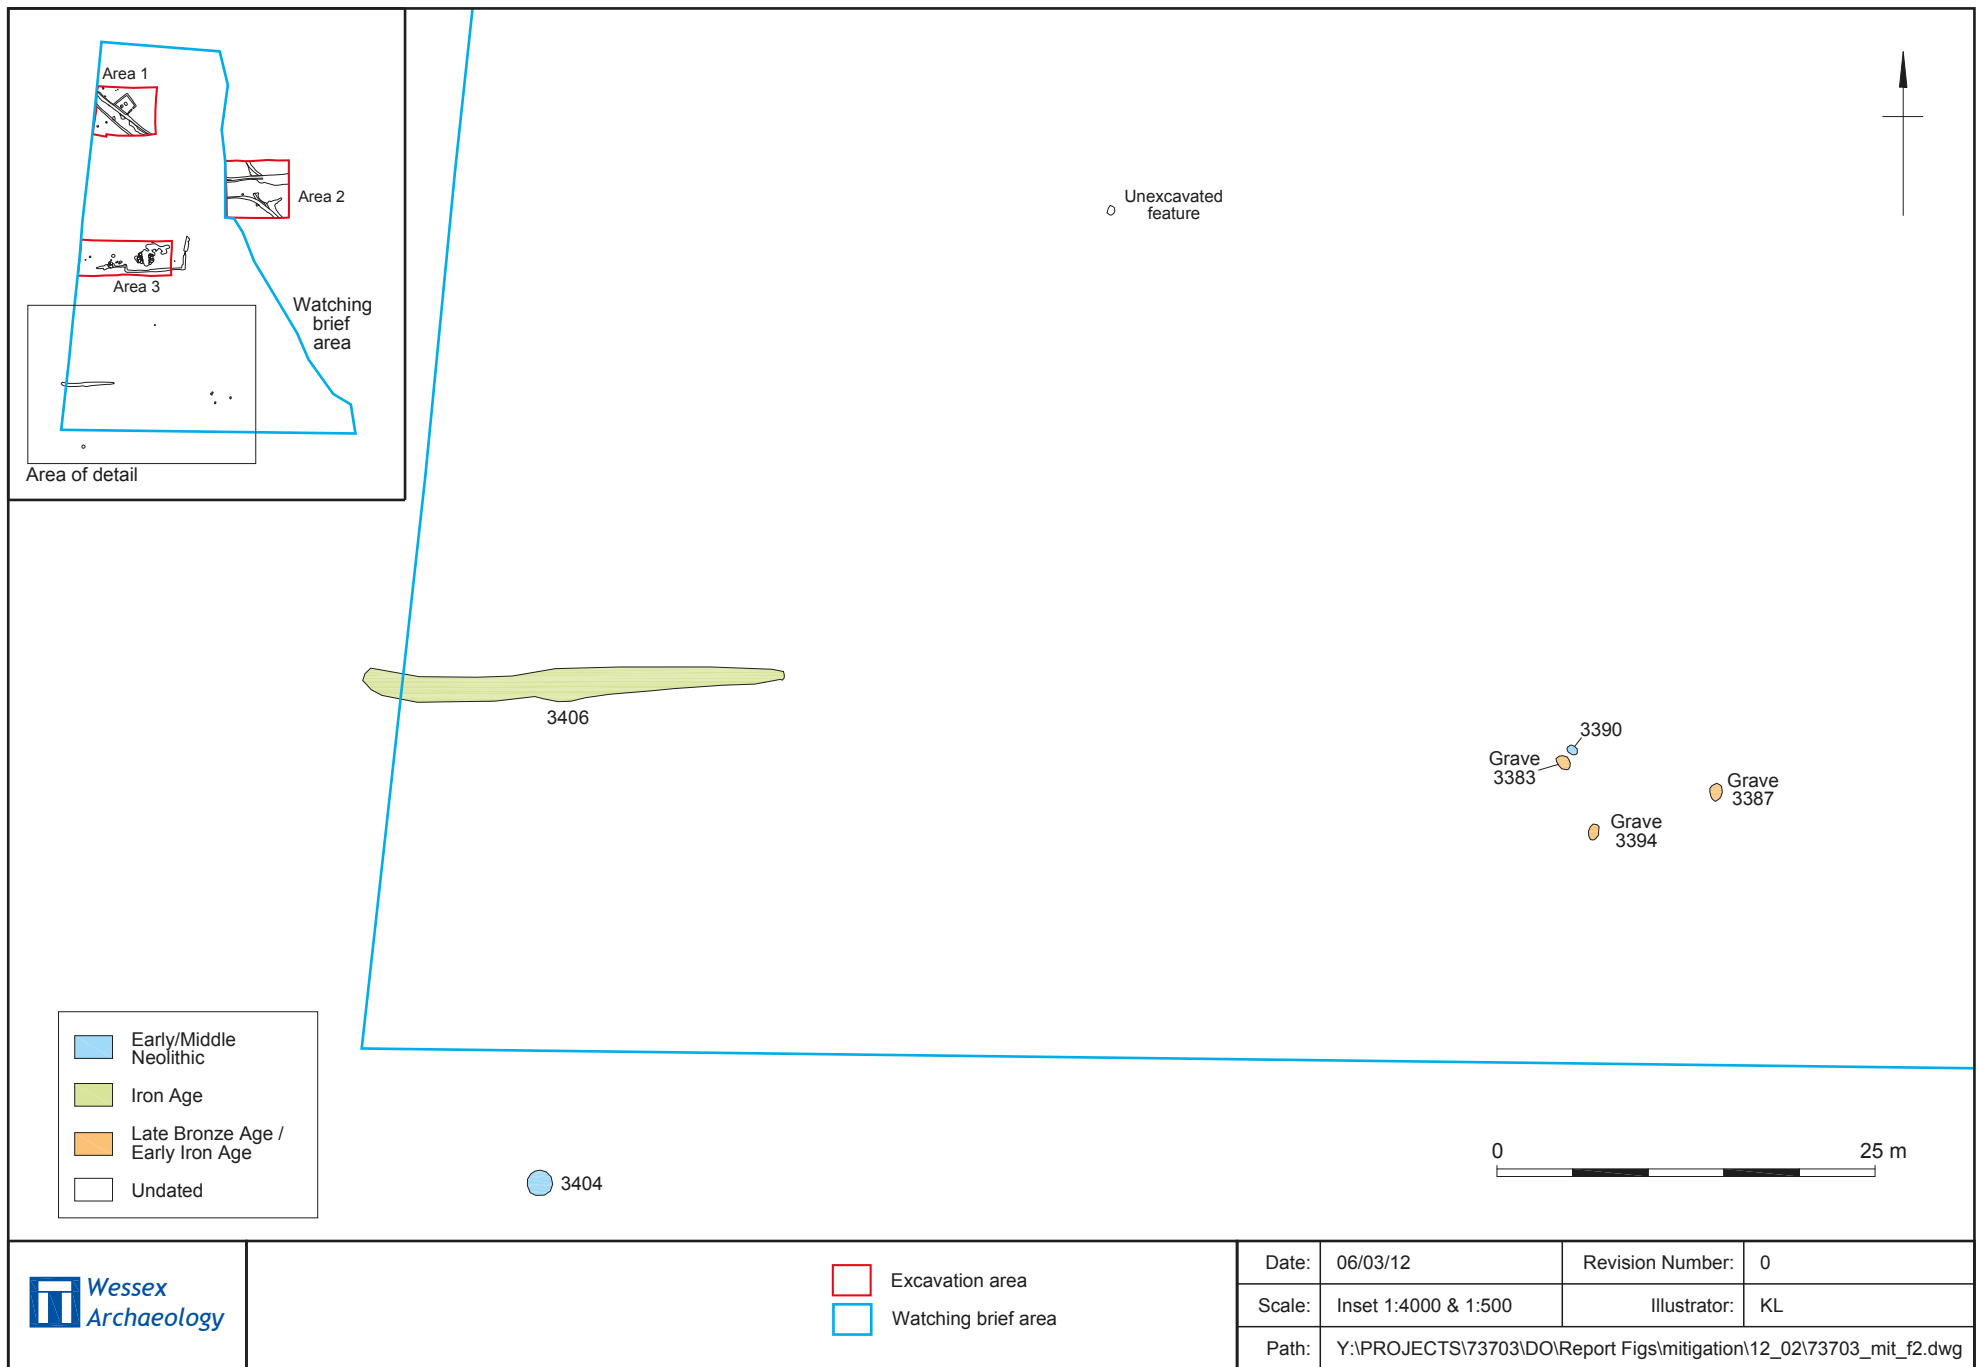 Area 1
Area 2
Area 3
Watching
brief
area
Area of detail
Unexcavated
feature
3406
3390
Grave
3383
Grave
3387
Grave
3394
3404
Early/Middle
Neolithic
Iron Age
Late Bronze Age /
Early Iron Age
Undated
0 25 m
Wessex
Archaeology
Excavation area
Watching brief area
Date: 06/03/12 Revision Number: 0
Scale: Inset 1:4000 & 1:500 Illustrator: KL
Path: Y:\PROJECTS\73703\DO\Report Figs\mitigation\12_02\73703_mit_f2.dwg